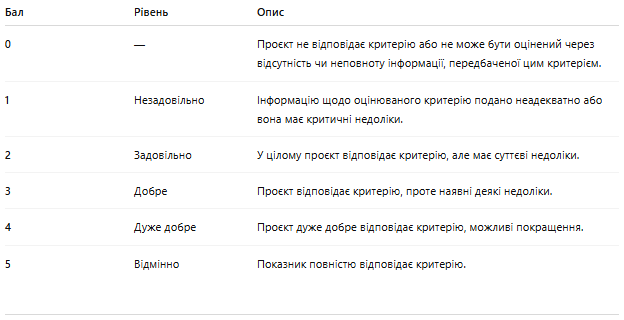 Бал Рівень Опис
0 — Проєкт не відповідає критерію або не може бути оцінений через
відсутність чи неповноту інформації, передбаченої цим критерієм.
1 Незадовільно Інформацію щодо оцінюваного критерію подано неадекватно або
вона має критичні недоліки.
2 Задовільно У цілому проєкт відповідає критерію, але має суттєві недоліки.
3 Добре Проєкт відповідає критерію, проте наявні деякі недоліки.
4 Дуже добре Проєкт дуже добре відповідає критерію, можливі покращення.
5 Відмінно Показник повністю відповідає критерію.